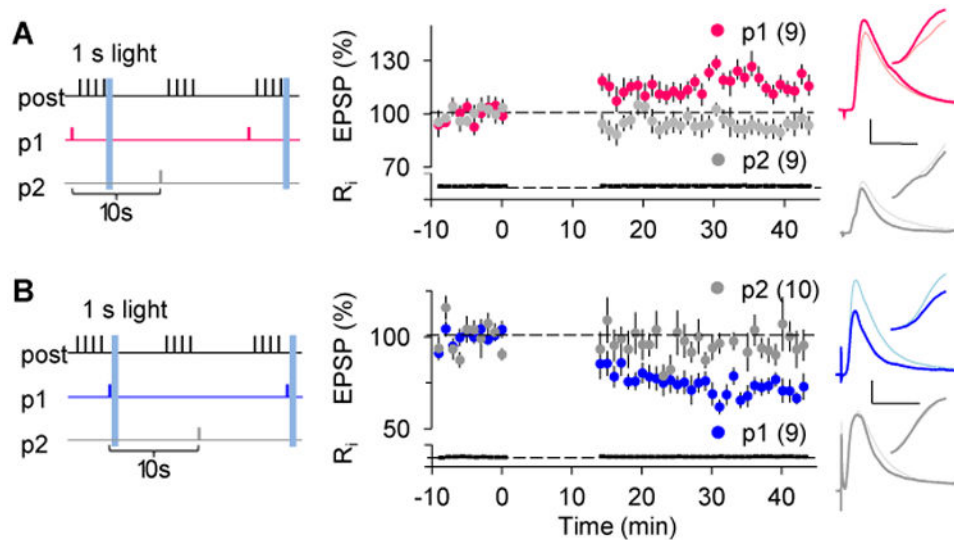 A
1 s light
post
p1
p2
10s
EPSP (%)
130
100
70
R_i
p1 (9)
p2 (9)
-10 0 10 20 30 40
B
1 s light
post
p1
p2
10s
EPSP (%)
100
50
R_i
p2 (10)
p1 (9)
-10 0 10 20 30 40
Time (min)